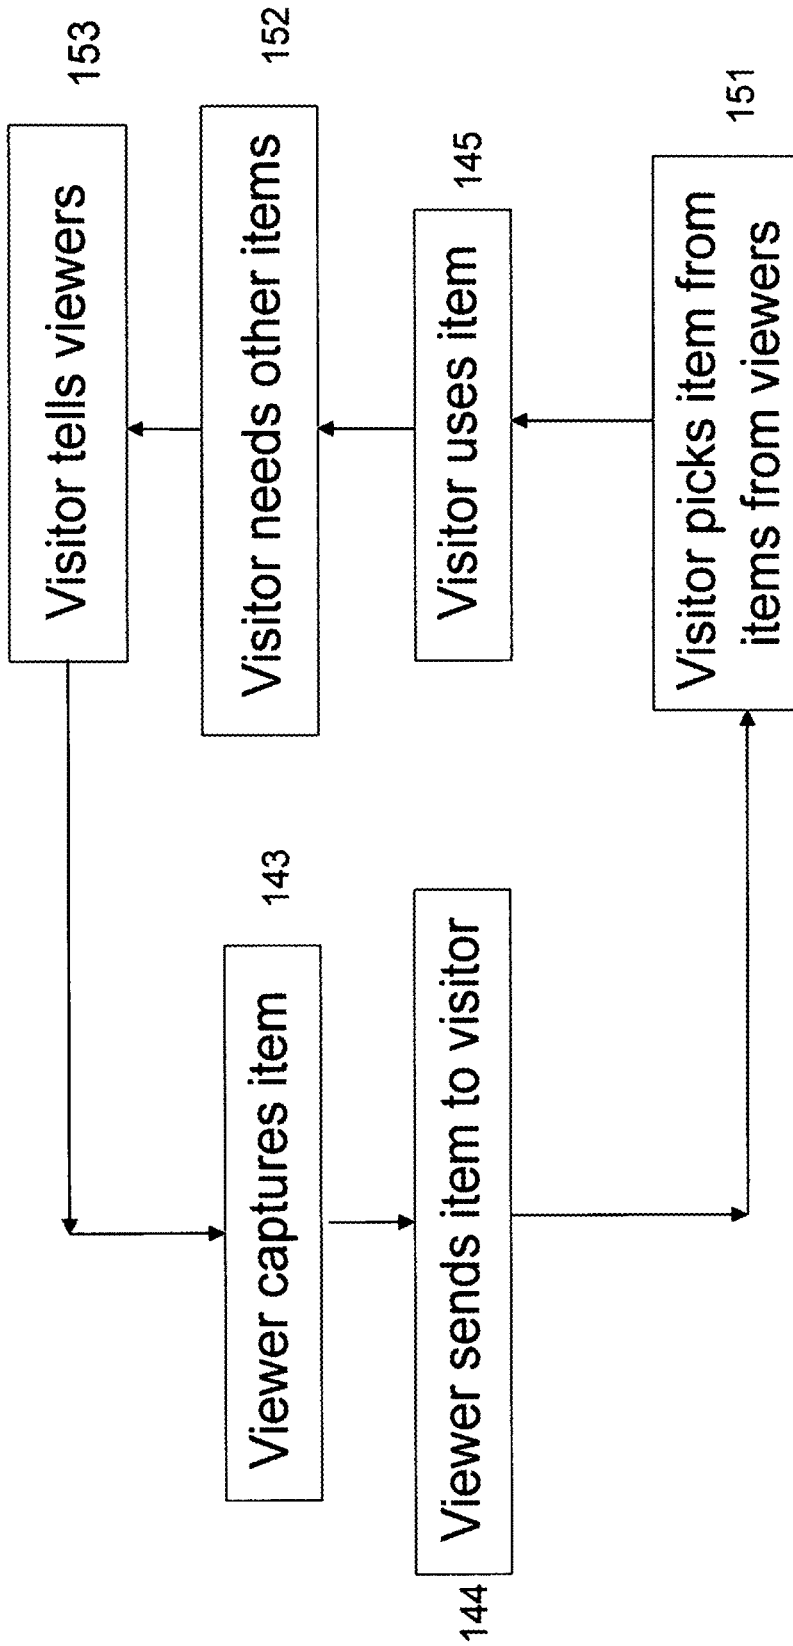 Visitor tells viewers
153
Visitor needs other items
152
Viewer captures item
143
Visitor uses item
145
144
Viewer sends item to visitor
Visitor picks item from
items from viewers
151